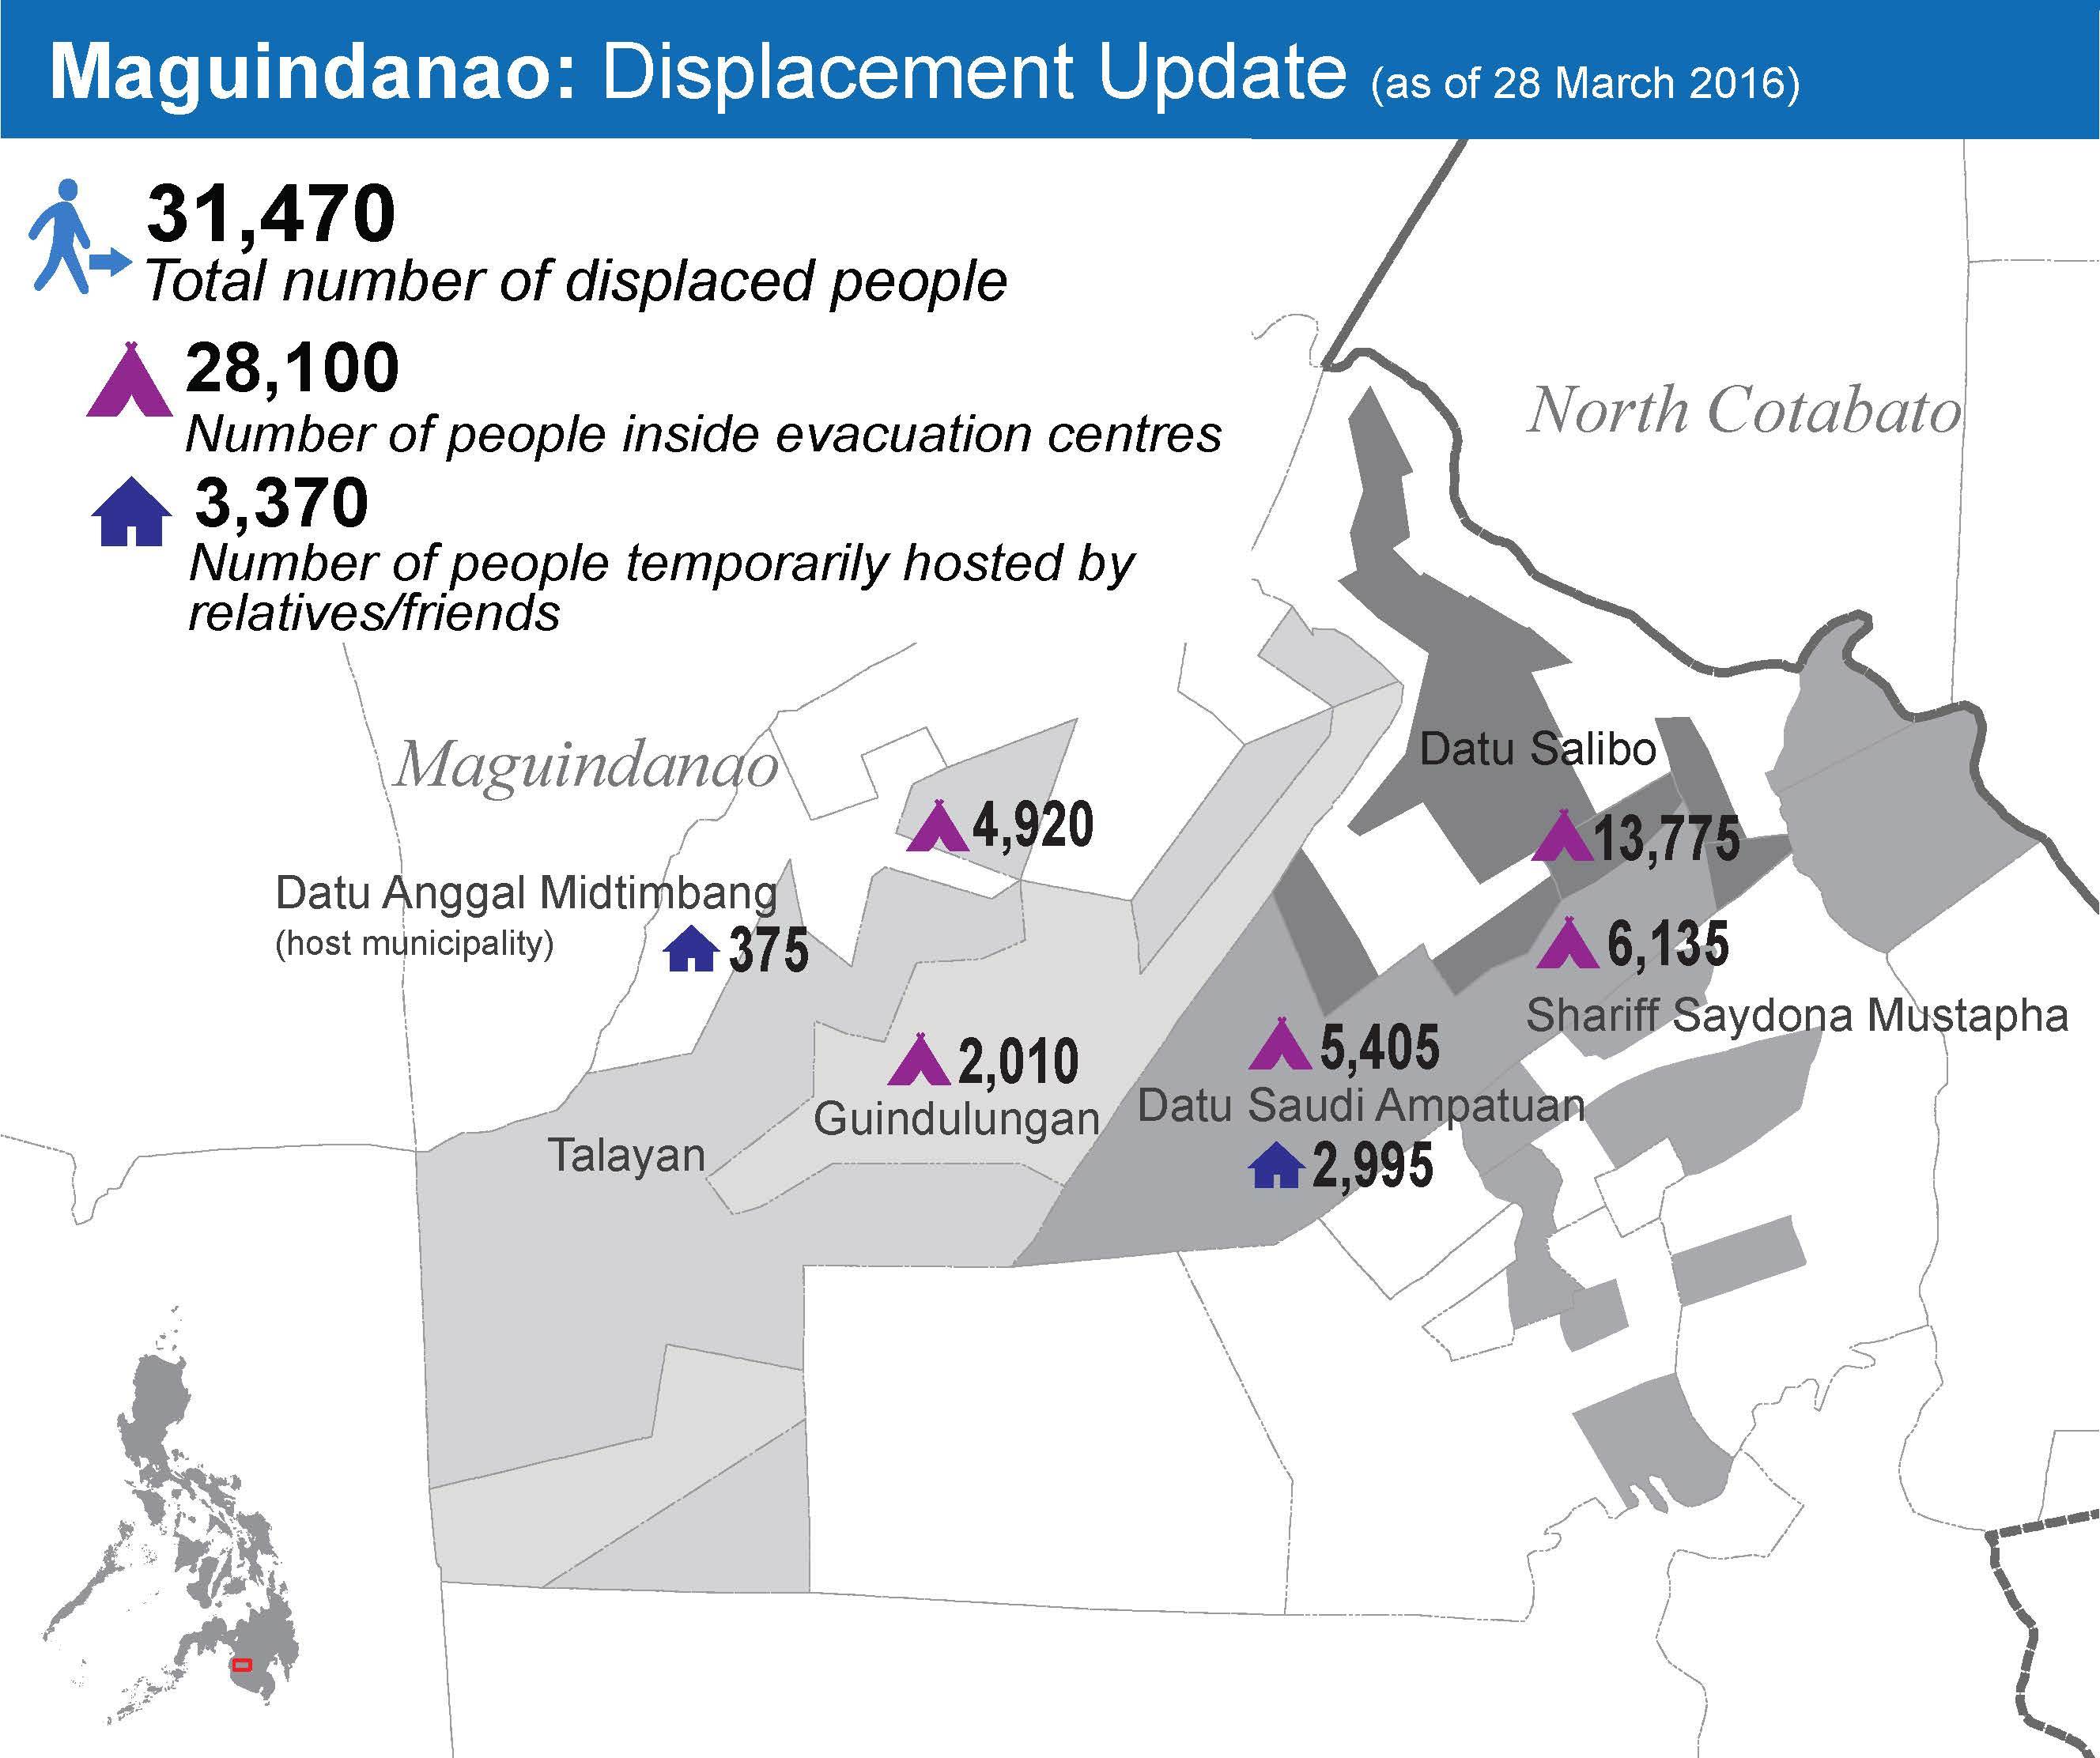 Maguindanao: Displacement Update (as of 28 March 2016)
31,470
Total number of displaced people
28,100
Number of people inside evacuation centres
3,370
Number of people temporarily hosted by
relatives/friends
North Cotabato
Maguindanao
Datu Salibo
4,920
13,775
Datu Anggal Midtimbang
(host municipality)
375
6,135
Shariff Saydona Mustapha
2,010
Guindulungan
5,405
Datu Saudi Ampatuan
2,995
Talayan